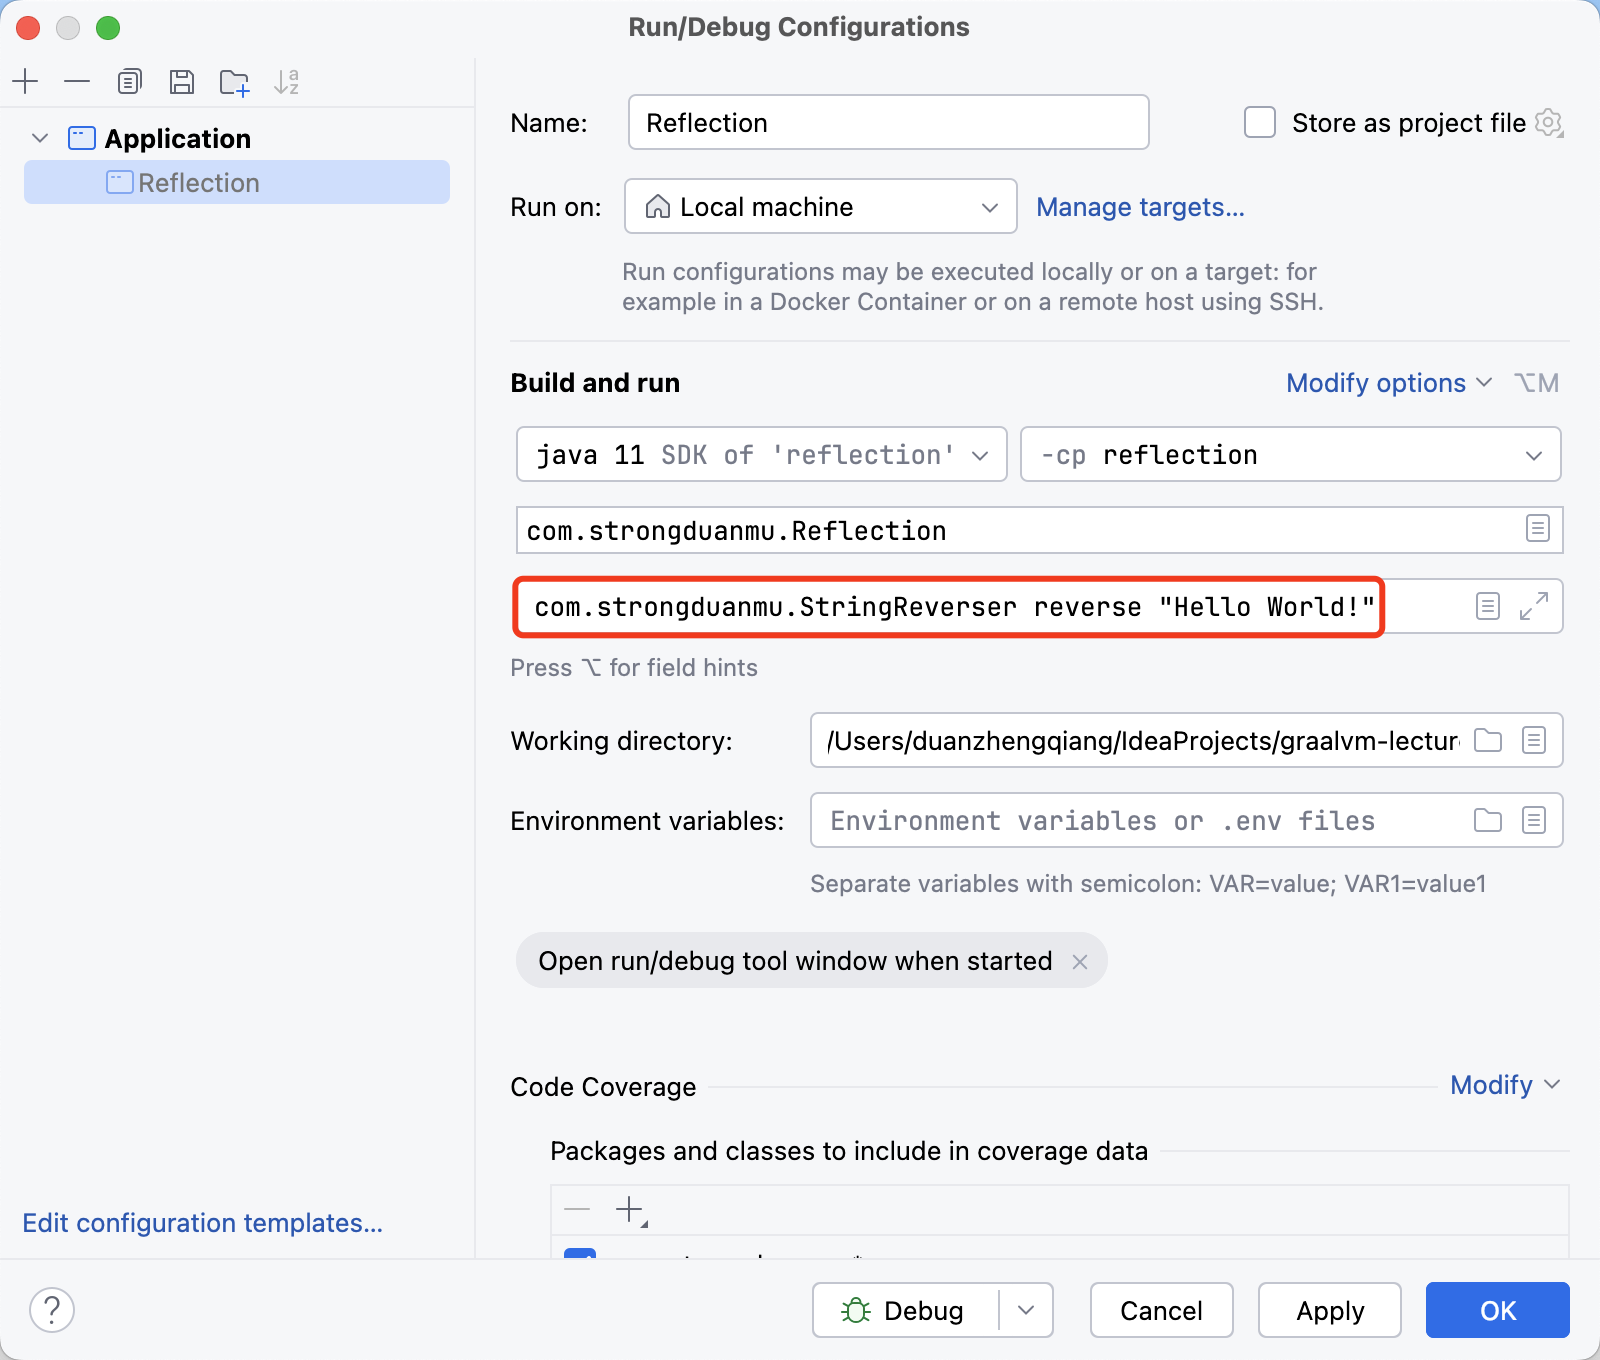 Run/Debug Configurations
Application
Reflection
Edit configuration templates...
Name: Reflection
Store as project file
Run on: Local machine Manage targets...
Run configurations may be executed locally or on a target: for
example in a Docker Container or on a remote host using SSH.
Build and run Modify options ⌥M
java 11 SDK of 'reflection' -cp reflection
com.strongduanmu.Reflection
com.strongduanmu.StringReverser reverse "Hello World!"
Press ⌥ for field hints
Working directory: /Users/duanzhengqiang/IdeaProjects/graalvm-lectur
Environment variables: Environment variables or .env files
Separate variables with semicolon: VAR=value; VAR1=value1
Open run/debug tool window when started
Code Coverage Modify
Packages and classes to include in coverage data
? Debug Cancel Apply OK